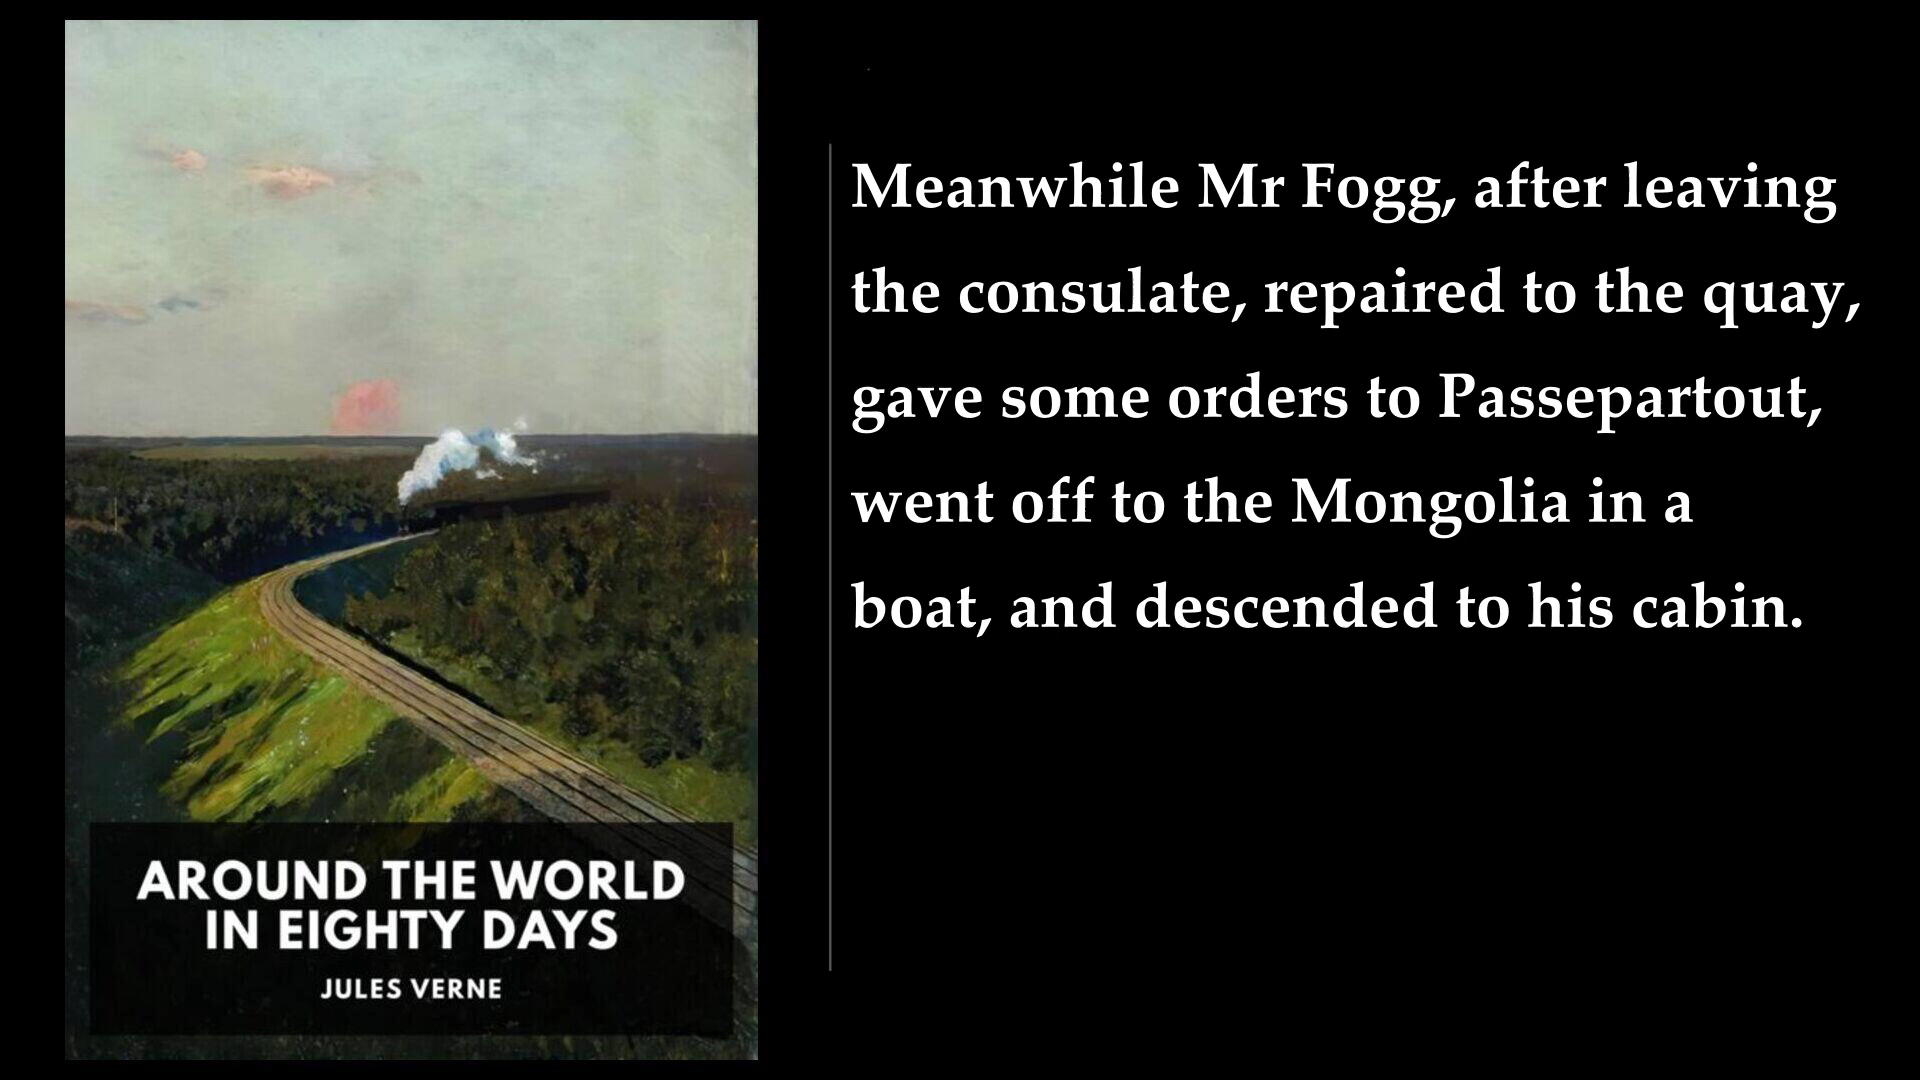 Meanwhile Mr Fogg, after leaving
the consulate, repaired to the quay,
gave some orders to Passepartout,
went off to the Mongolia in a
boat, and descended to his cabin.
AROUND THE WORLD
IN EIGHTY DAYS
JULES VERNE